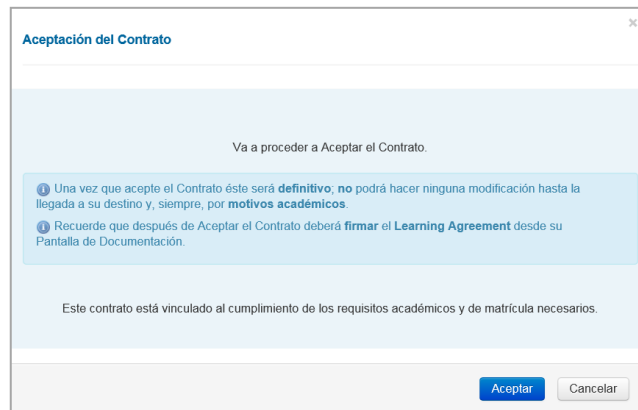 ×
Aceptación del Contrato
Va a proceder a Aceptar el Contrato.
Una vez que acepte el Contrato éste será definitivo; no podrá hacer ninguna modificación hasta la
llegada a su destino y, siempre, por motivos académicos.
Recuerde que después de Aceptar el Contrato deberá firmar el Learning Agreement desde su
Pantalla de Documentación.
Este contrato está vinculado al cumplimiento de los requisitos académicos y de matrícula necesarios.
Aceptar Cancelar